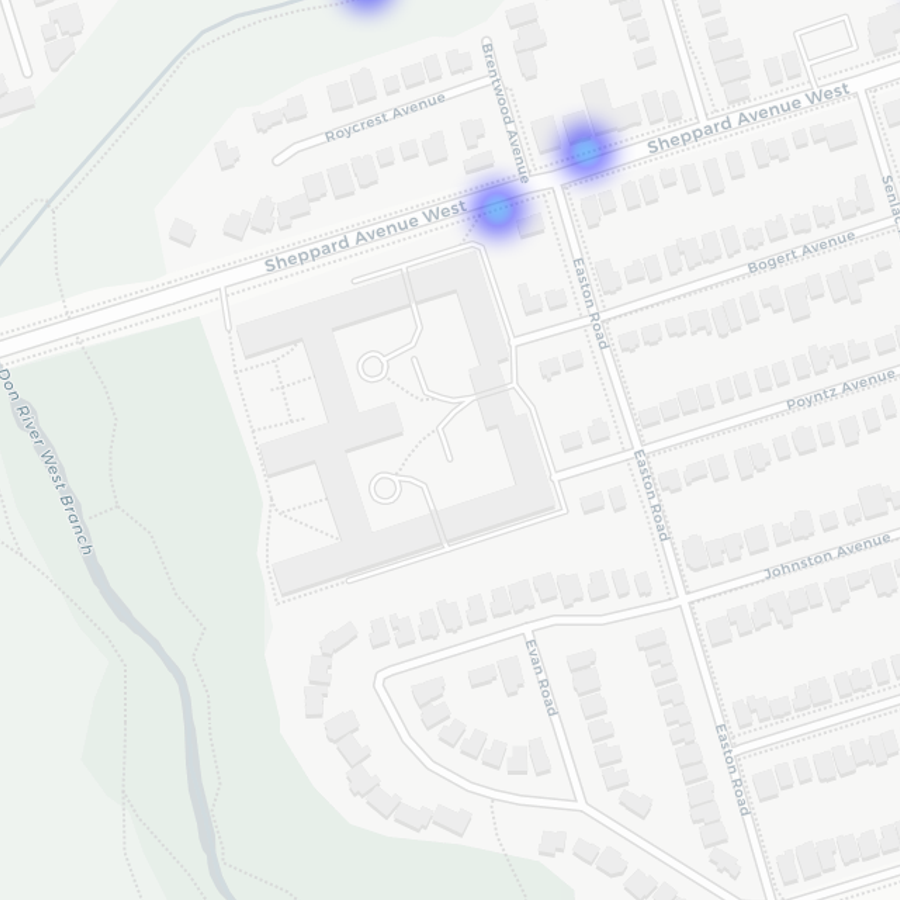 Brentwood Avenue
Roycrest Avenue
Sheppard Avenue West
Sheppard Avenue West
Bogert Avenue
Easton Road
Poyntz Avenue
Don River West Branch
Easton Road
Johnston Avenue
Evan Road
Easton Road